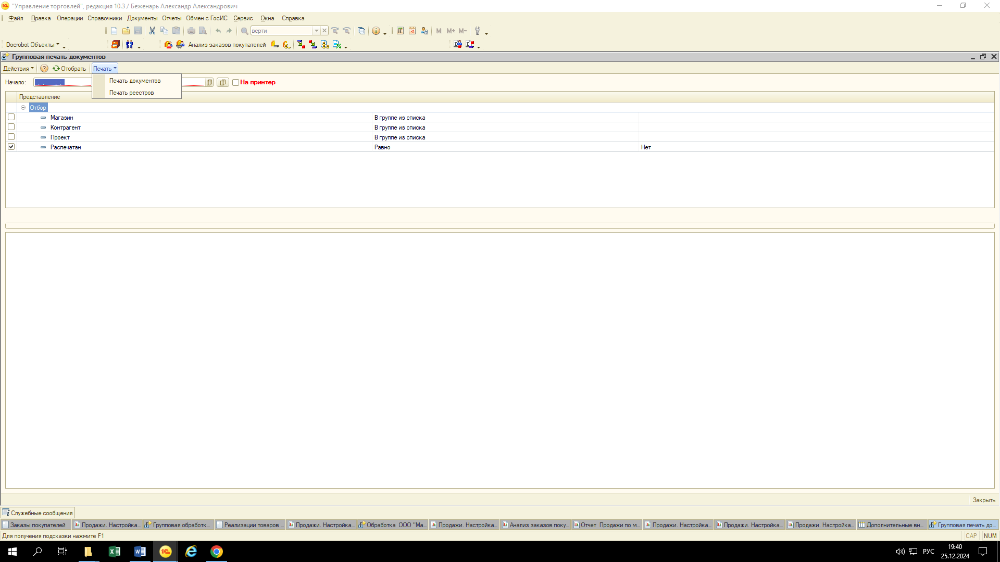 "Управление торговлей", редакция 10.3 / Беженарь Александр Александрович
Файл Правка Операции Справочники Документы Отчеты Обмен с ГосИС Сервис Окна Справка
верти
M M+ M-
Docrobot Объекты Анализ заказов покупателей
Групповая печать документов
Действия Отобрать Печать
Начало: На принтер
Печать документов
Печать реестров
Представление
Отбор
Магазин В группе из списка
Контрагент В группе из списка
Проект В группе из списка
Распечатан Равно Нет
Закрыть
Служебные сообщения
Заказы покупателей Продажи. Настройка... Групповая обработк... Реализации товаров ... Продажи. Настройка... Обработка ООО "Ма... Продажи. Настройка... Анализ заказов поку... Отчет Продажи по м... Продажи. Настройка... Продажи. Настройка... Продажи. Настройка... Дополнительные вн... Групповая печать до...
Для получения подсказки нажмите F1
CAP NUM
РУС 19:40
25.12.2024